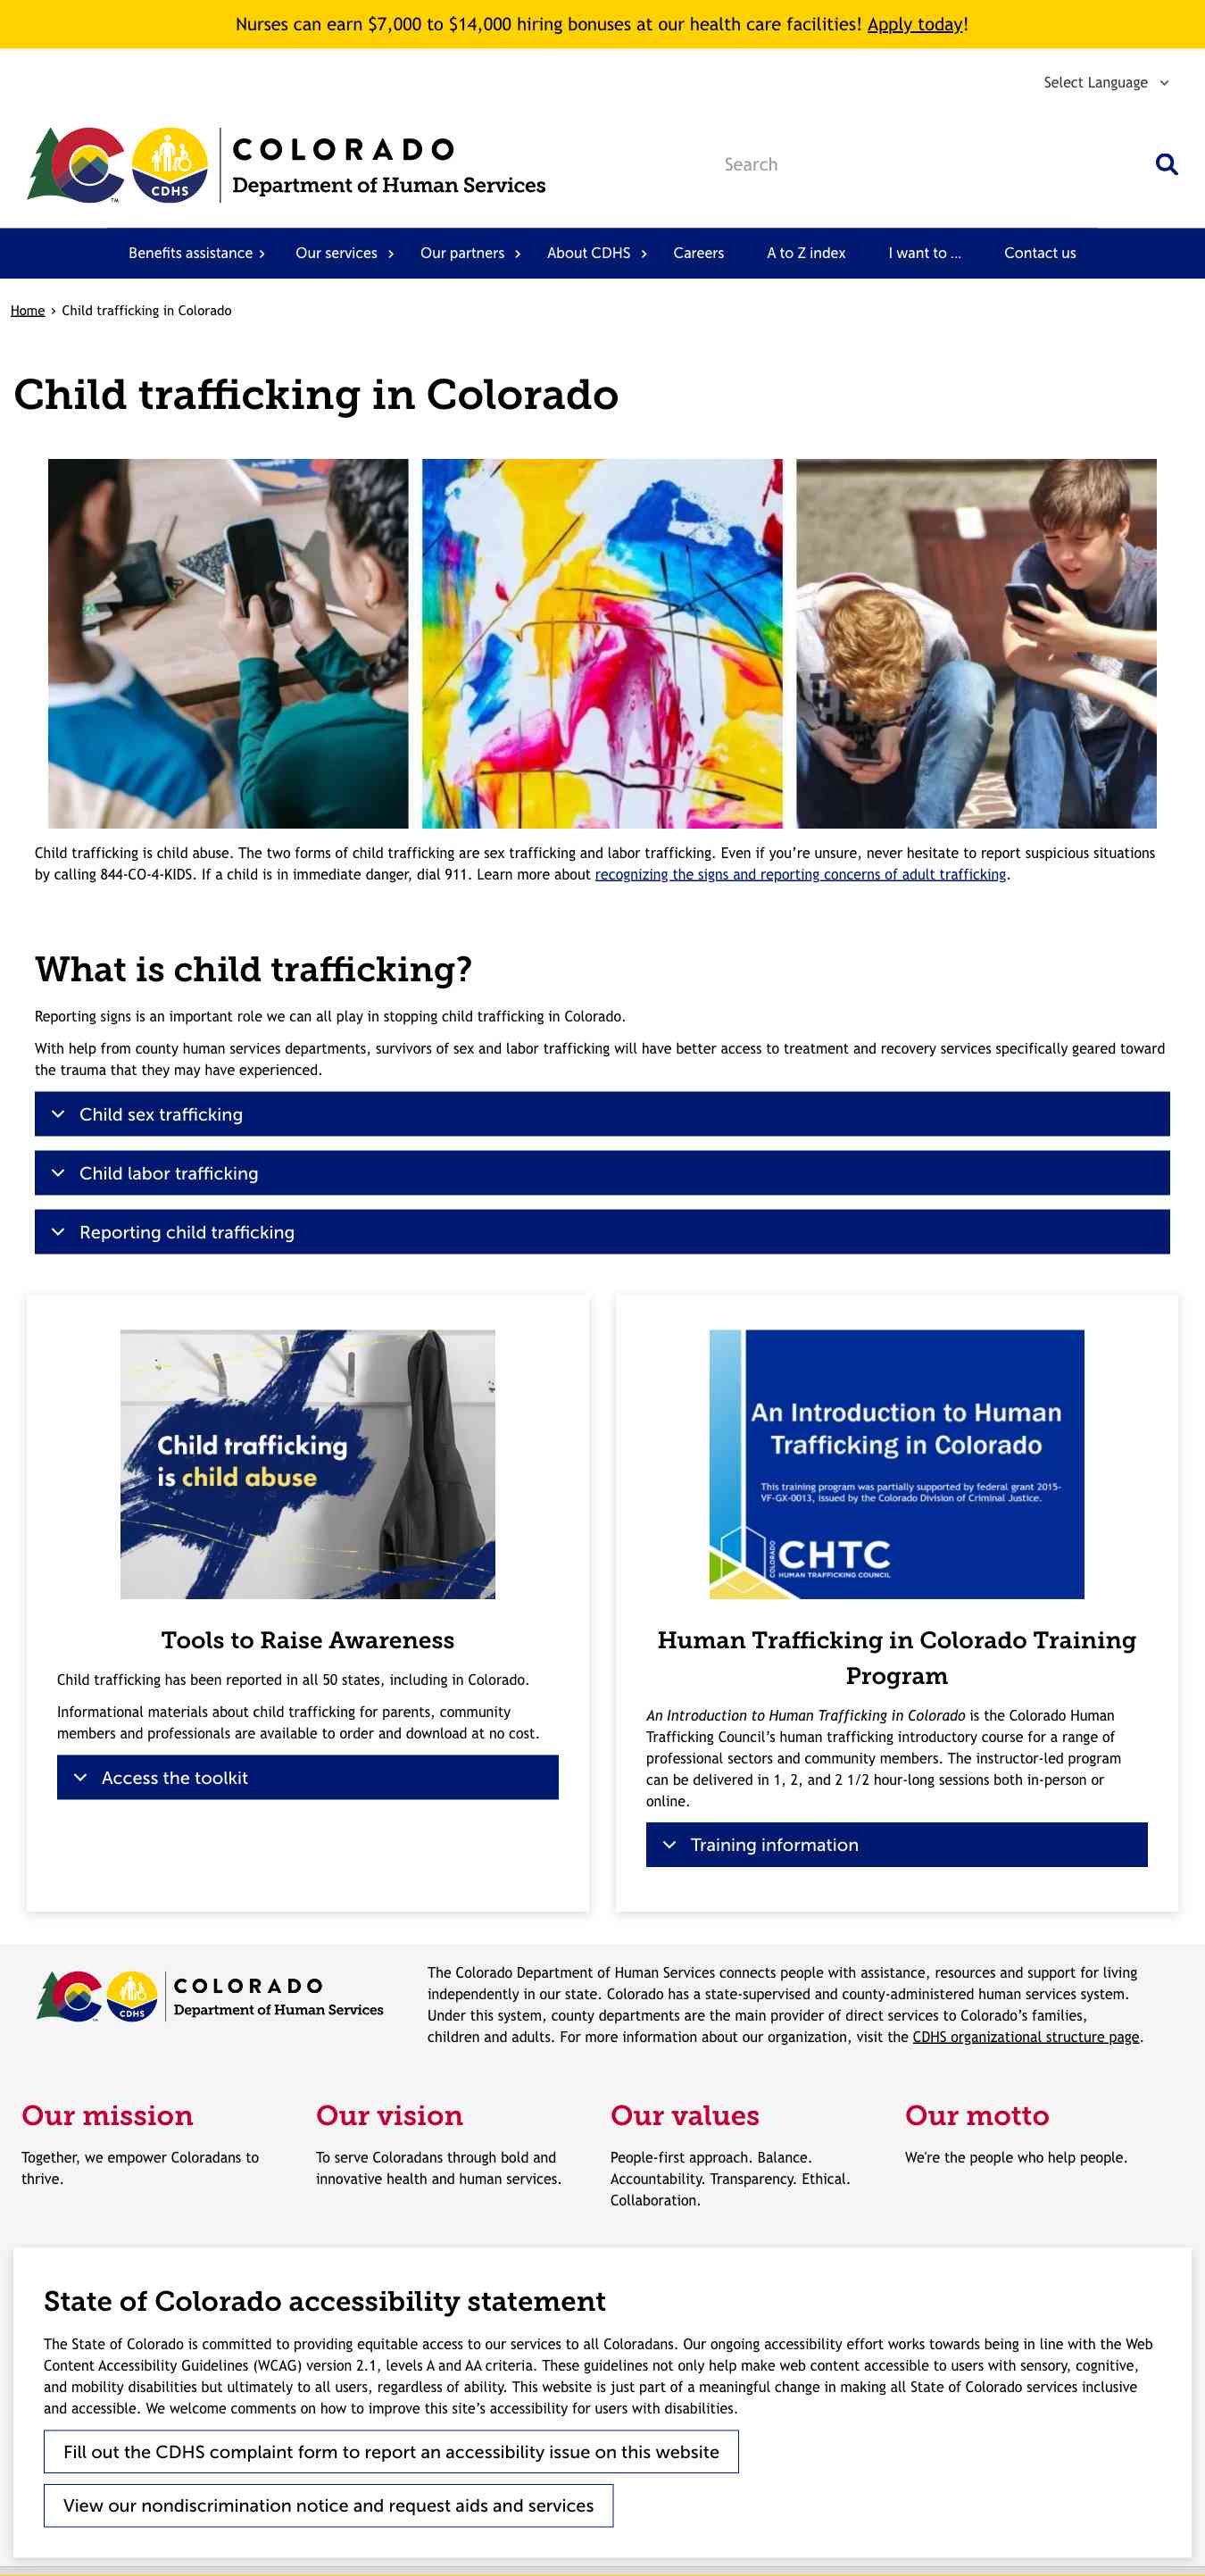 Nurses can earn $7,000 to $14,000 hiring bonuses at our health care facilities! Apply today!
Select Language
CDHS
TM
COLORADO
Department of Human Services
Search
Benefits assistance
Our services
Our partners
About CDHS
Careers
A to Z index
I want to ...
Contact us
Home › Child trafficking in Colorado
Child trafficking in Colorado
Child trafficking is child abuse. The two forms of child trafficking are sex trafficking and labor trafficking. Even if you’re unsure, never hesitate to report suspicious situations
by calling 844-CO-4-KIDS. If a child is in immediate danger, dial 911. Learn more about recognizing the signs and reporting concerns of adult trafficking.
What is child trafficking?
Reporting signs is an important role we can all play in stopping child trafficking in Colorado.
With help from county human services departments, survivors of sex and labor trafficking will have better access to treatment and recovery services specifically geared toward
the trauma that they may have experienced.
Child sex trafficking
Child labor trafficking
Reporting child trafficking
Child trafficking
is child abuse
Tools to Raise Awareness
Child trafficking has been reported in all 50 states, including in Colorado.
Informational materials about child trafficking for parents, community
members and professionals are available to order and download at no cost.
Access the toolkit
An Introduction to Human
Trafficking in Colorado
This training program was partially supported by federal grant 2015-
VF-GX-0013, issued by the Colorado Division of Criminal Justice.
COLORADO
CHTC
HUMAN TRAFFICKING COUNCIL
Human Trafficking in Colorado Training
Program
An Introduction to Human Trafficking in Colorado is the Colorado Human
Trafficking Council’s human trafficking introductory course for a range of
professional sectors and community members. The instructor-led program
can be delivered in 1, 2, and 2 1/2 hour-long sessions both in-person or
online.
Training information
CDHS
COLORADO
Department of Human Services
The Colorado Department of Human Services connects people with assistance, resources and support for living
independently in our state. Colorado has a state-supervised and county-administered human services system.
Under this system, county departments are the main provider of direct services to Colorado’s families,
children and adults. For more information about our organization, visit the CDHS organizational structure page.
Our mission
Together, we empower Coloradans to
thrive.
Our vision
To serve Coloradans through bold and
innovative health and human services.
Our values
People-first approach. Balance.
Accountability. Transparency. Ethical.
Collaboration.
Our motto
We're the people who help people.
State of Colorado accessibility statement
The State of Colorado is committed to providing equitable access to our services to all Coloradans. Our ongoing accessibility effort works towards being in line with the Web
Content Accessibility Guidelines (WCAG) version 2.1, levels A and AA criteria. These guidelines not only help make web content accessible to users with sensory, cognitive,
and mobility disabilities but ultimately to all users, regardless of ability. This website is just part of a meaningful change in making all State of Colorado services inclusive
and accessible. We welcome comments on how to improve this site’s accessibility for users with disabilities.
Fill out the CDHS complaint form to report an accessibility issue on this website
View our nondiscrimination notice and request aids and services